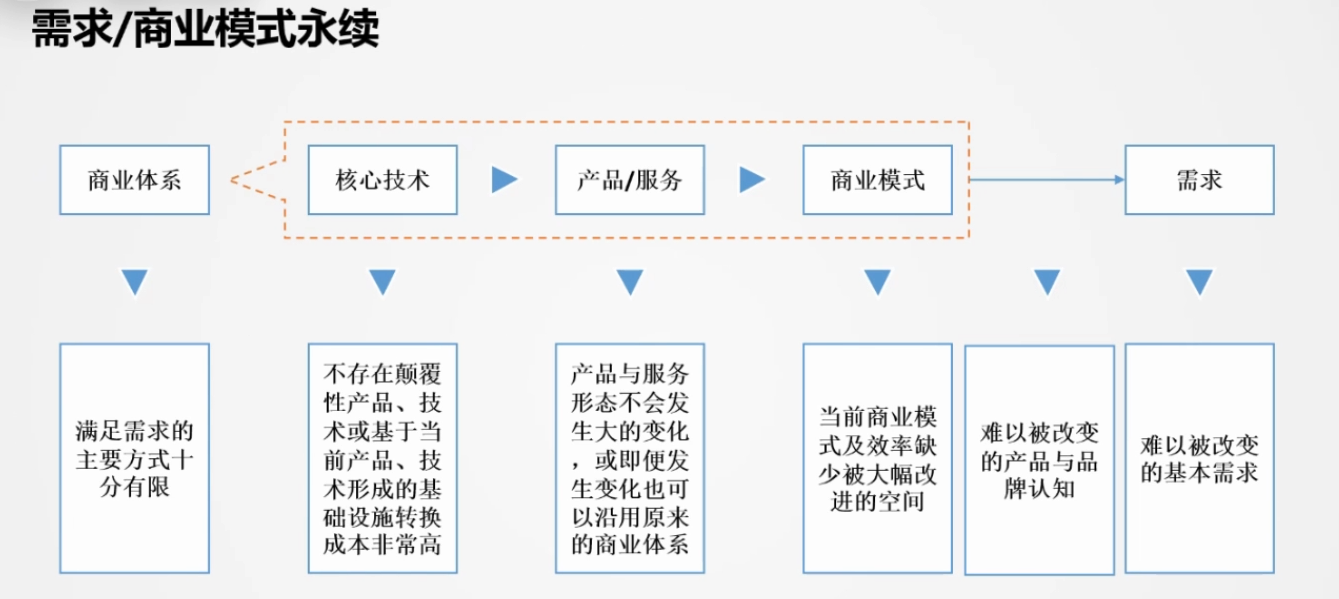 需求/商业模式永续
商业体系
核心技术
产品/服务
商业模式
需求
满足需求的
主要方式十
分有限
不存在颠覆
性产品、技
术或基于当
前产品、技
术形成的基
础设施转换
成本非常高
产品与服务
形态不会发
生大的变化
，或即便发
生变化也可
以沿用原来
的商业体系
当前商业模
式及效率缺
少被大幅改
进的空间
难以被改变
的产品与品
牌认知
难以被改变
的基本需求